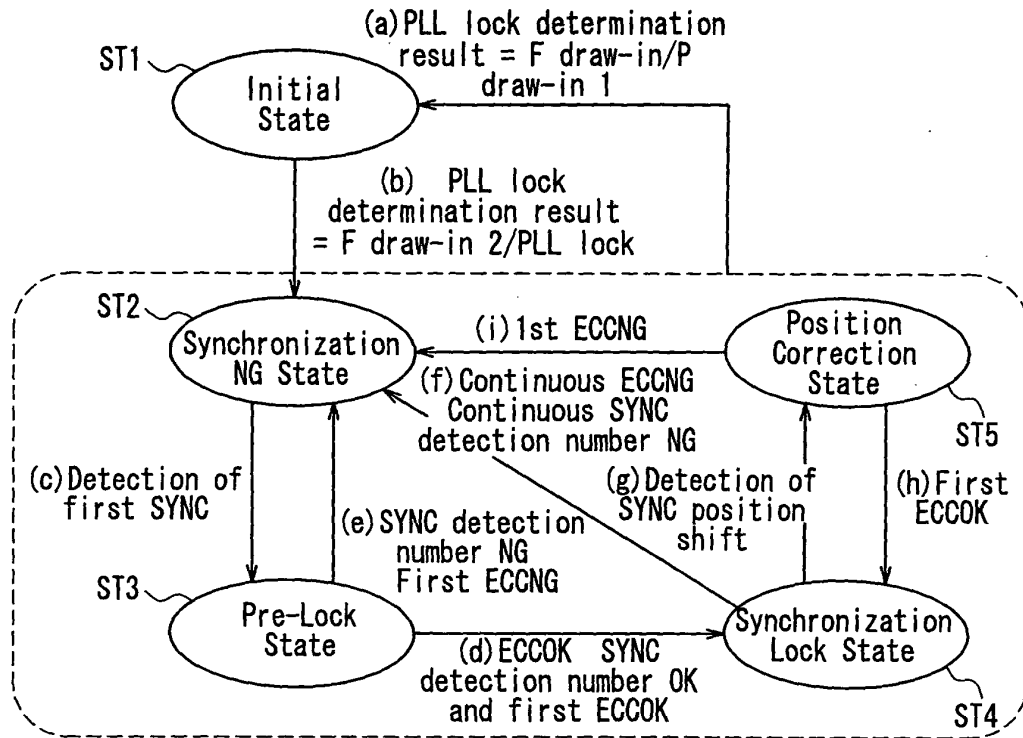 (a)PLL lock determination
result = F draw-in/P
draw-in 1
ST1
Initial
State
(b) PLL lock
determination result
= F draw-in 2/PLL lock
ST2
Synchronization
NG State
(i)1st ECCNG
Position
Correction
State
ST5
(f)Continuous ECCNG
Continuous SYNC
detection number NG
(c)Detection of
first SYNC
(e)SYNC detection
number NG
First ECCNG
(g)Detection of
SYNC position
shift
(h)First
ECCOK
ST3
Pre-Lock
State
(d)ECCOK SYNC
detection number OK
and first ECCOK
Synchronization
Lock State
ST4